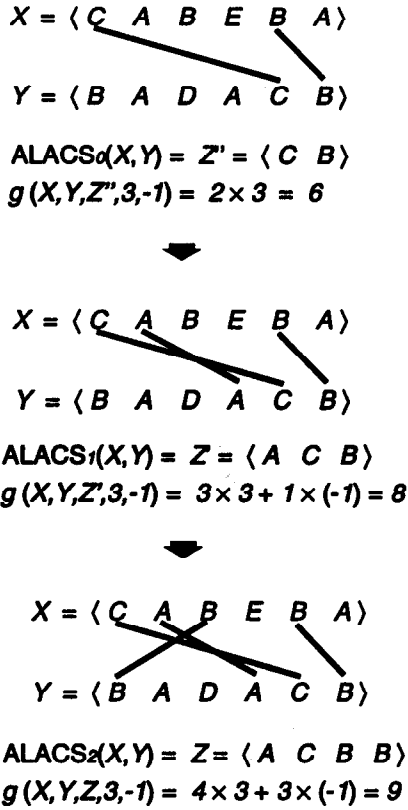 X = ⟨ C A B E B A ⟩
Y = ⟨ B A D A C B ⟩
ALACS₀(X,Y) = Z'' = ⟨ C B ⟩
g (X,Y,Z'',3,-1) = 2 × 3 = 6
X = ⟨ C A B E B A ⟩
Y = ⟨ B A D A C B ⟩
ALACS₁(X,Y) = Z' = ⟨ A C B ⟩
g (X,Y,Z',3,-1) = 3 × 3 + 1 × (-1) = 8
X = ⟨ C A B E B A ⟩
Y = ⟨ B A D A C B ⟩
ALACS₂(X,Y) = Z = ⟨ A C B B ⟩
g (X,Y,Z,3,-1) = 4 × 3 + 3 × (-1) = 9